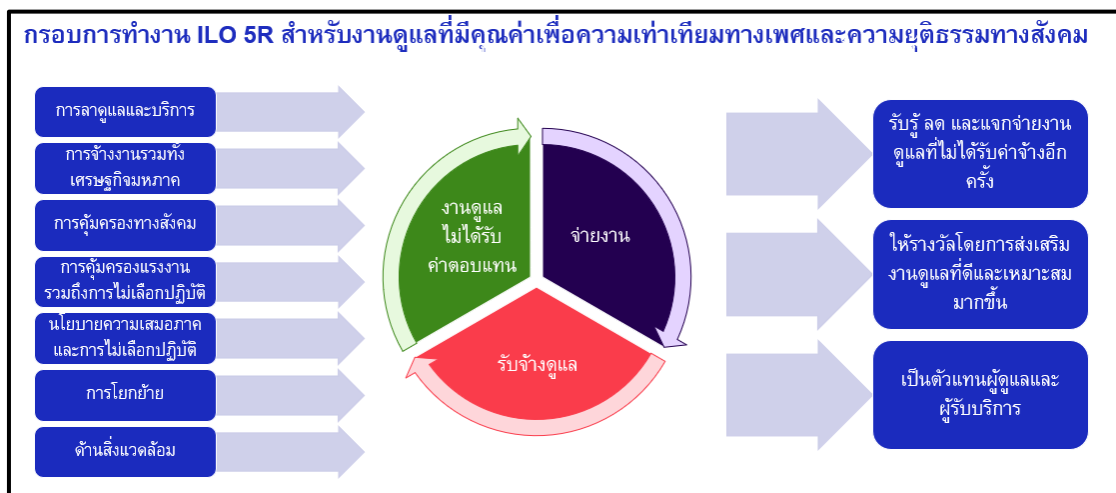 กรอบการทำงาน ILO 5R สำหรับงานดูแลที่มีคุณค่าเพื่อความเท่าเทียมทางเพศและความยุติธรรมทางสังคม
การลาดูแลและบริการ
การจ้างงานรวมทั้ง
เศรษฐกิจมหภาค
การคุ้มครองทางสังคม
การคุ้มครองแรงงาน
รวมถึงการไม่เลือกปฏิบัติ
นโยบายความเสมอภาค
และการไม่เลือกปฏิบัติ
การโยกย้าย
ด้านสิ่งแวดล้อม
งานดูแล
ไม่ได้รับ
ค่าตอบแทน
จ่ายงาน
รับจ้างดูแล
รับรู้ ลด และแจกจ่ายงาน
ดูแลที่ไม่ได้รับค่าจ้างอีก
ครั้ง
ให้รางวัลโดยการส่งเสริม
งานดูแลที่ดีและเหมาะสม
มากขึ้น
เป็นตัวแทนผู้ดูแลและ
ผู้รับบริการ